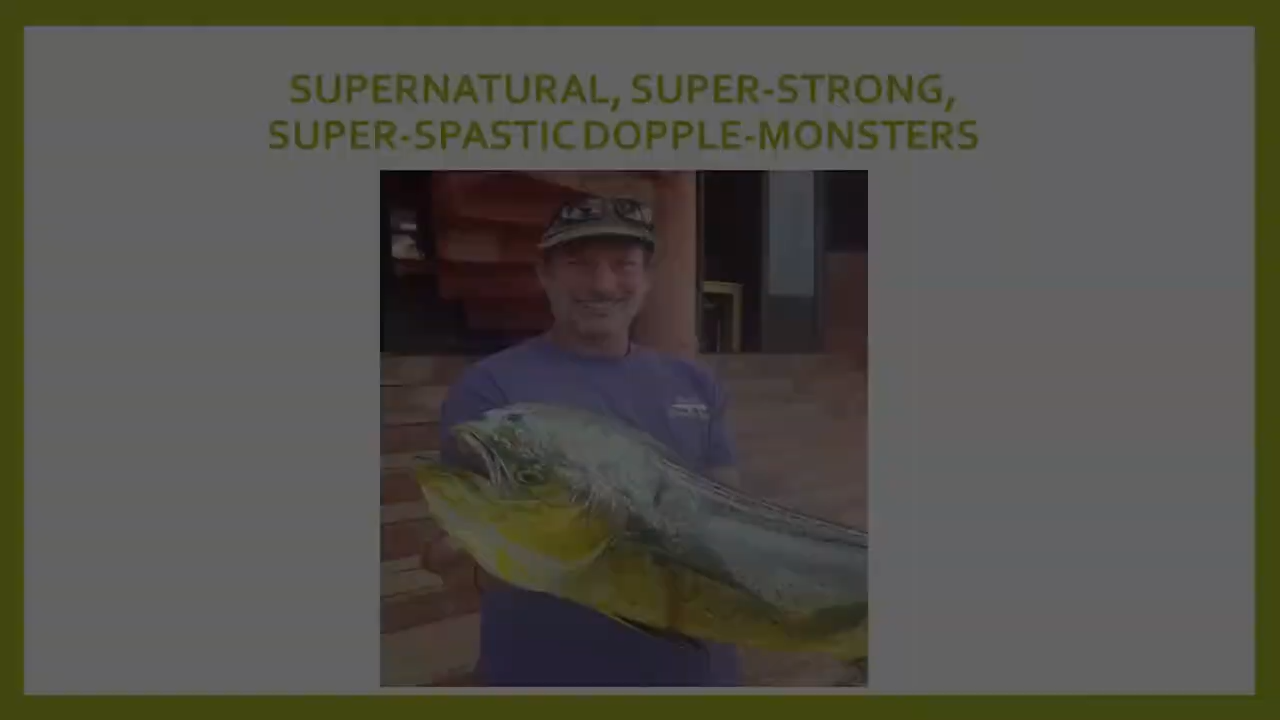 SUPERNATURAL, SUPER-STRONG,
SUPER-SPASTIC DOPPLE-MONSTERS